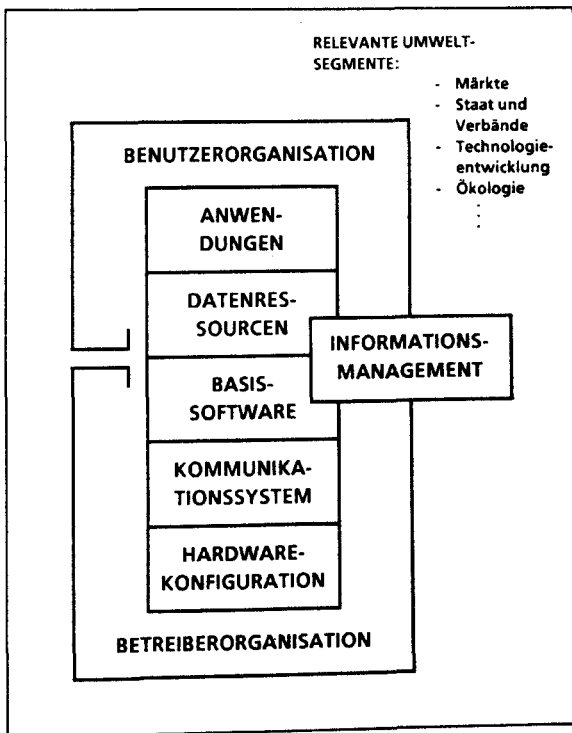 RELEVANTE UMWELT-
SEGMENTE:
- Märkte
- Staat und
Verbände
- Technologie-
entwicklung
- Ökologie
BENUTZERORGANISATION
ANWEN-
DUNGEN
DATENRES-
SOURCEN
INFORMATIONS-
MANAGEMENT
BASIS-
SOFTWARE
KOMMUNIKA-
TIONSSYSTEM
HARDWARE-
KONFIGURATION
BETREIBERORGANISATION